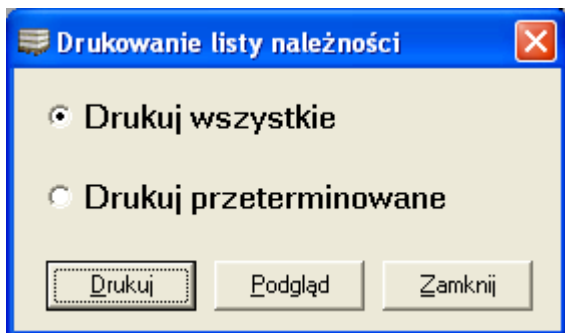 Drukowanie listy należności
Drukuj wszystkie
Drukuj przeterminowane
Drukuj Podgląd Zamknij